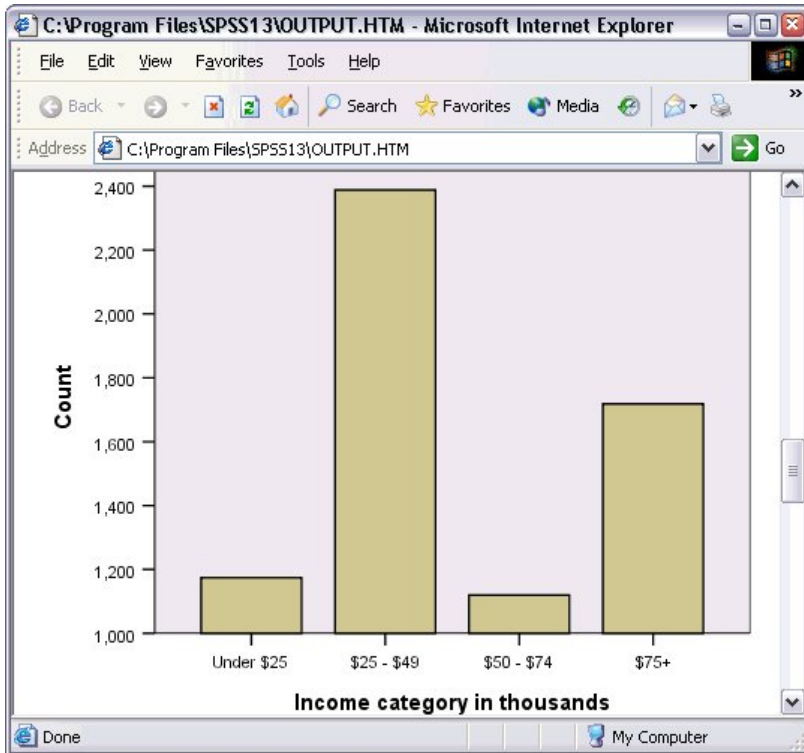 C:\Program Files\SPSS13\OUTPUT.HTM - Microsoft Internet Explorer
File Edit View Favorites Tools Help
Back Search Favorites Media »
Address C:\Program Files\SPSS13\OUTPUT.HTM Go
2,400
2,200
2,000
1,800
1,600
1,400
1,200
1,000
Count
Under $25 $25 - $49 $50 - $74 $75+
Income category in thousands
Done My Computer